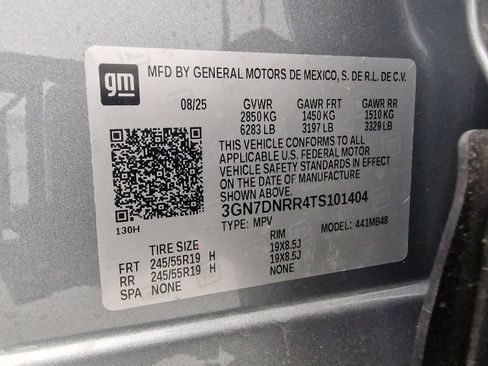 gm
MFD BY GENERAL MOTORS DE MEXICO, S. DE R.L. DE C.V.
08/25 GVWR GAWR FRT GAWR RR
2850 KG 1450 KG 1510 KG
6283 LB 3197 LB 3329 LB
THIS VEHICLE CONFORMS TO ALL
APPLICABLE U.S. FEDERAL MOTOR
VEHICLE SAFETY STANDARDS IN EFFECT
ON THE DATE OF MANUFACTURE
SHOWN ABOVE.
3GN7DNRR4TS101404
130H
TYPE: MPV MODEL: 441MB48
TIRE SIZE RIM
FRT 245/55R19 H 19X8.5J
RR 245/55R19 H 19X8.5J
SPA NONE NONE